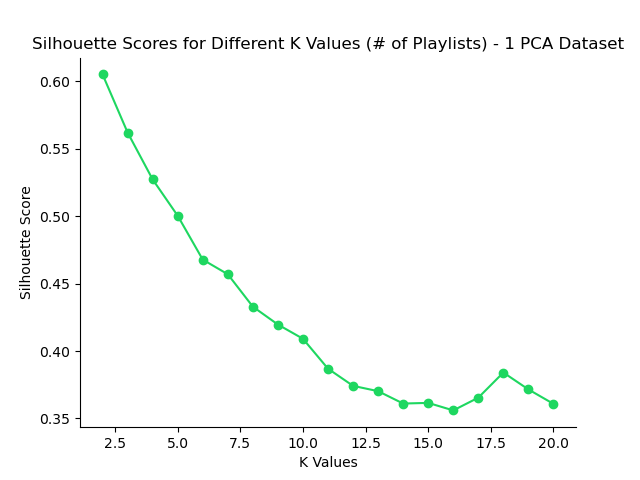 Silhouette Scores for Different K Values (# of Playlists) - 1 PCA Dataset
0.60
0.55
0.50
0.45
0.40
0.35
Silhouette Score
2.5 5.0 7.5 10.0 12.5 15.0 17.5 20.0
K Values